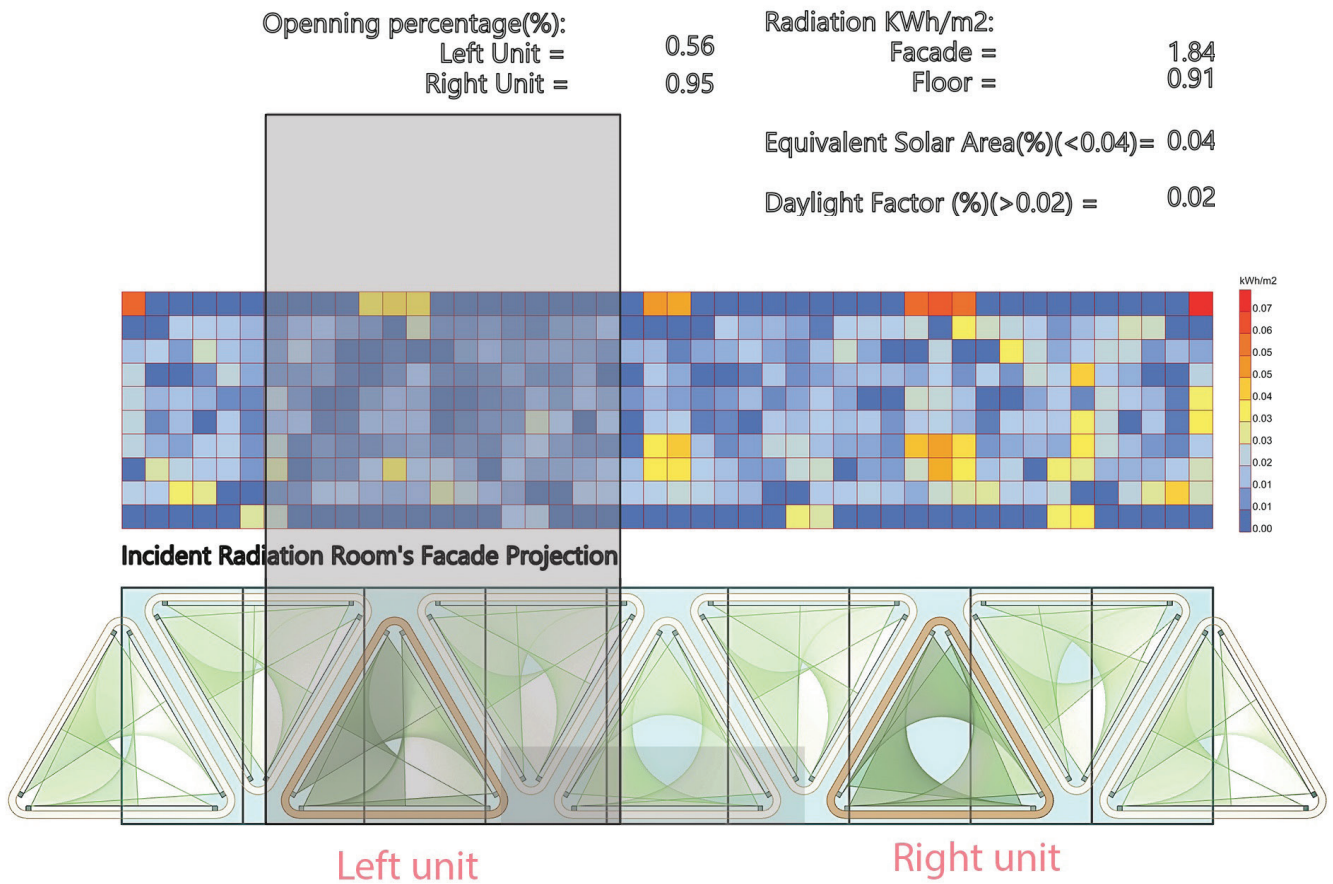 Openning percentage(%):
Left Unit = 0.56
Right Unit = 0.95
Radiation KWh/m2:
Facade = 1.84
Floor = 0.91
Equivalent Solar Area(%)(<0.04)= 0.04
Daylight Factor (%)(>0.02) = 0.02
kWh/m2
0.07
0.06
0.05
0.05
0.04
0.03
0.03
0.02
0.01
0.01
0.00
Incident Radiation Room's Facade Projection
Left unit
Right unit